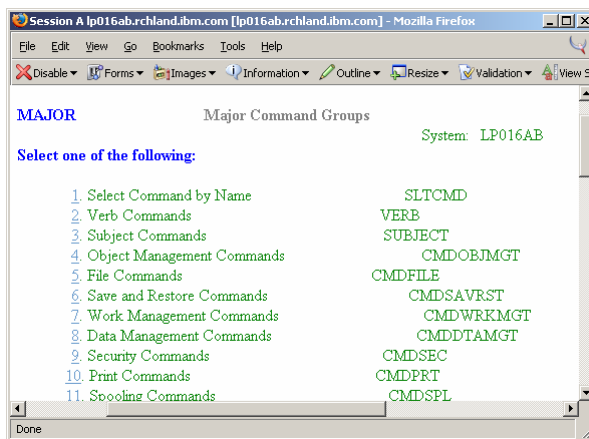 Session A lp016ab.rchland.ibm.com [lp016ab.rchland.ibm.com] - Mozilla Firefox
File Edit View Go Bookmarks Tools Help
Disable Forms Images Information Outline Resize Validation View S
MAJOR Major Command Groups
System: LP016AB
Select one of the following:
1. Select Command by Name SLTCMD
2. Verb Commands VERB
3. Subject Commands SUBJECT
4. Object Management Commands CMDOBJMGT
5. File Commands CMDFILE
6. Save and Restore Commands CMDSAVRST
7. Work Management Commands CMDWRKMGT
8. Data Management Commands CMDDTAMGT
9. Security Commands CMDSEC
10. Print Commands CMDPRT
11. Spooling Commands CMDSPL
Done